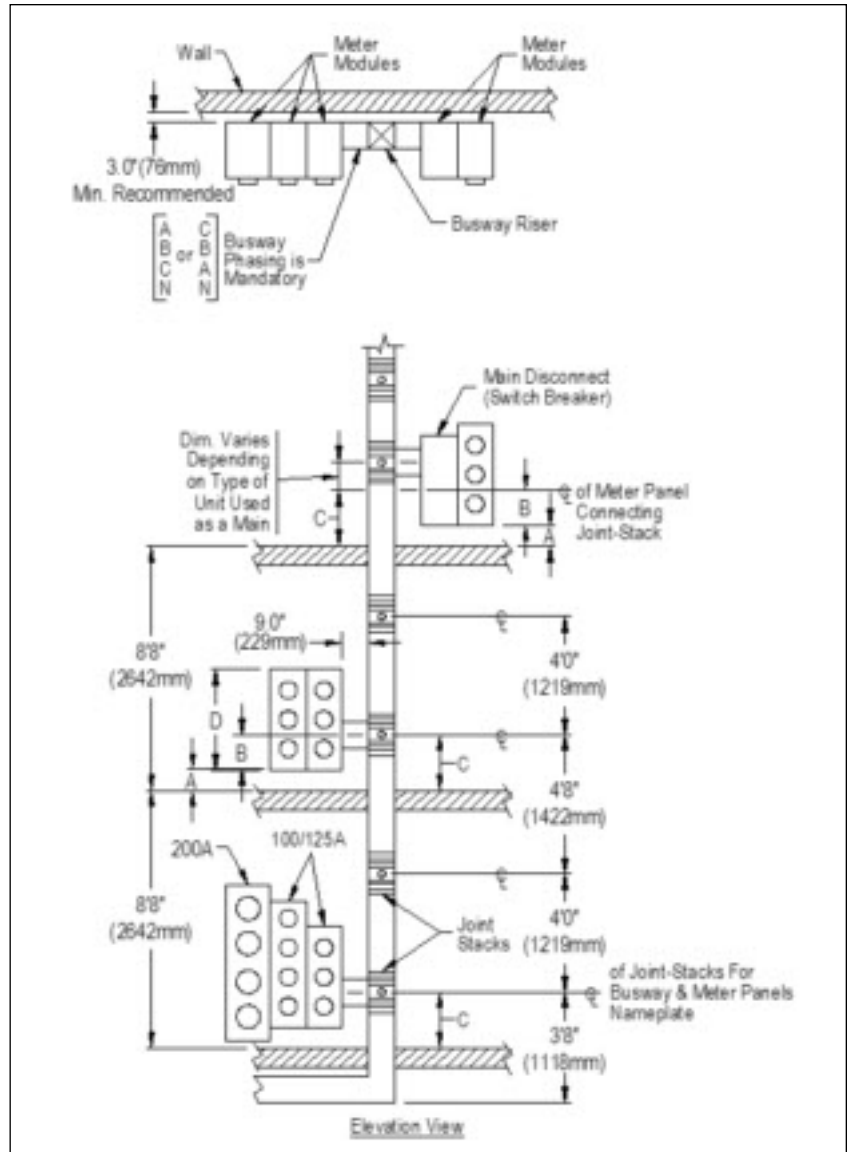 Wall
Meter
Modules
Meter
Modules
3.0"(76mm)
Min. Recommended
A
B
C
N
or
C
B
A
N
Busway
Phasing is
Mandatory
Busway Riser
Main Disconnect
(Switch Breaker)
Dim. Varies
Depending
on Type of
Unit Used
as a Main
C
B
A
℄ of Meter Panel
Connecting
Joint-Stack
9.0"
(229mm)
℄
8'8"
(2642mm)
4'0"
(1219mm)
D
B
A
℄
C
4'8"
(1422mm)
200A
100/125A
℄
8'8"
(2642mm)
Joint
Stacks
4'0"
(1219mm)
℄
of Joint-Stacks For
Busway & Meter Panels
Nameplate
C
3'8"
(1118mm)
Elevation View